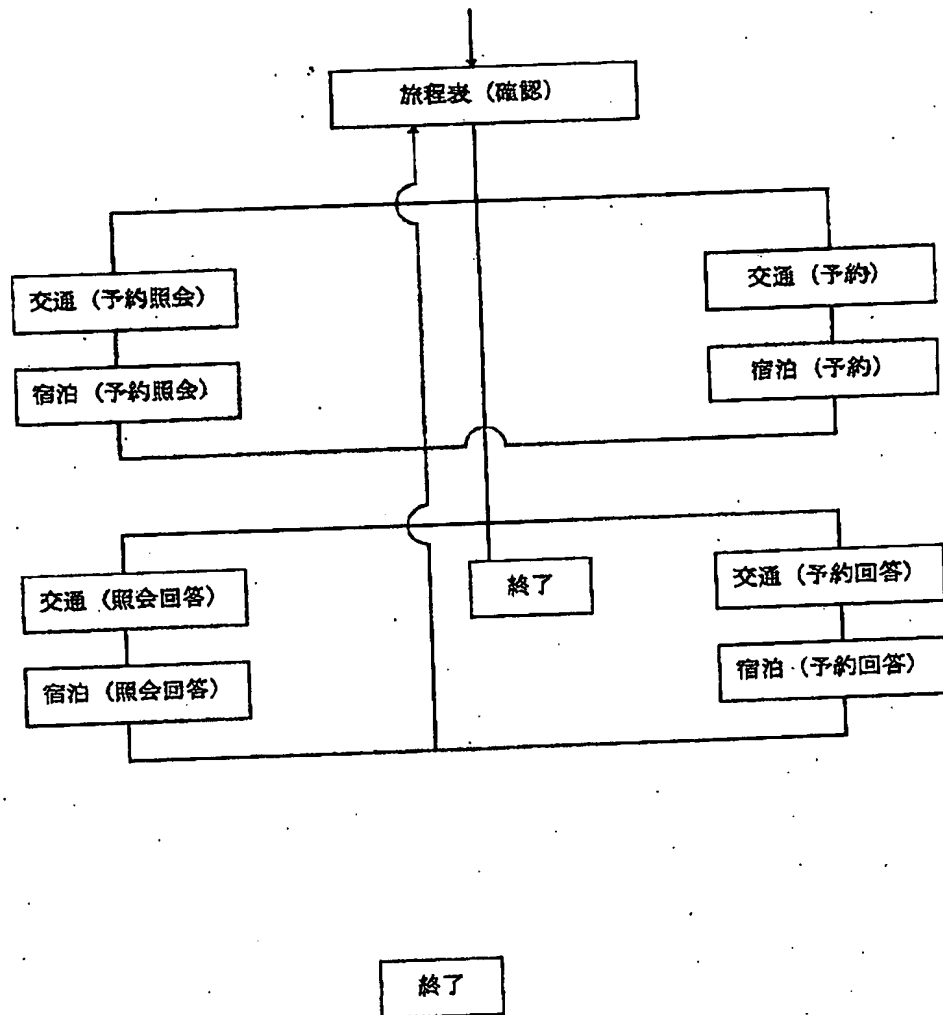 旅程表（確認）
交通（予約照会）
交通（予約）
宿泊（予約照会）
宿泊（予約）
交通（照会回答）
終了
交通（予約回答）
宿泊（照会回答）
宿泊（予約回答）
終了